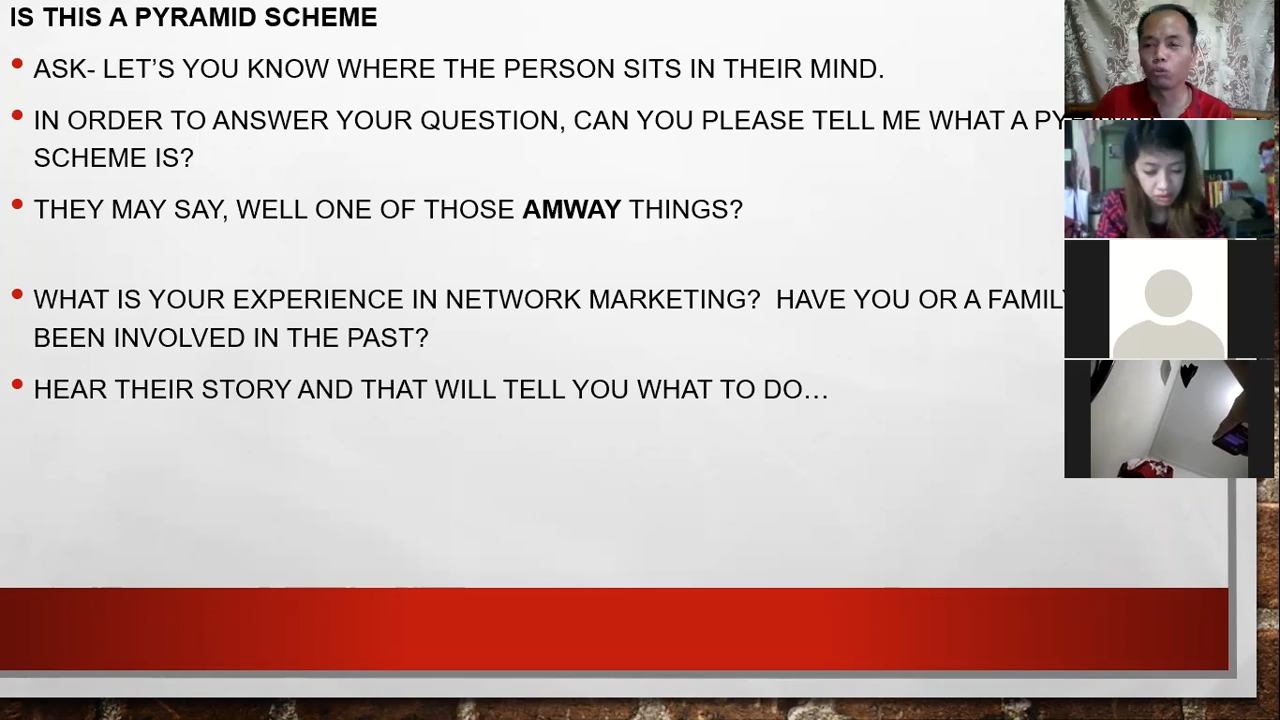 IS THIS A PYRAMID SCHEME
ASK- LET'S YOU KNOW WHERE THE PERSON SITS IN THEIR MIND.
IN ORDER TO ANSWER YOUR QUESTION, CAN YOU PLEASE TELL ME WHAT A
SCHEME IS?
THEY MAY SAY, WELL ONE OF THOSE AMWAY THINGS?
WHAT IS YOUR EXPERIENCE IN NETWORK MARKETING? HAVE YOU OR A FAMILY
BEEN INVOLVED IN THE PAST?
HEAR THEIR STORY AND THAT WILL TELL YOU WHAT TO DO…